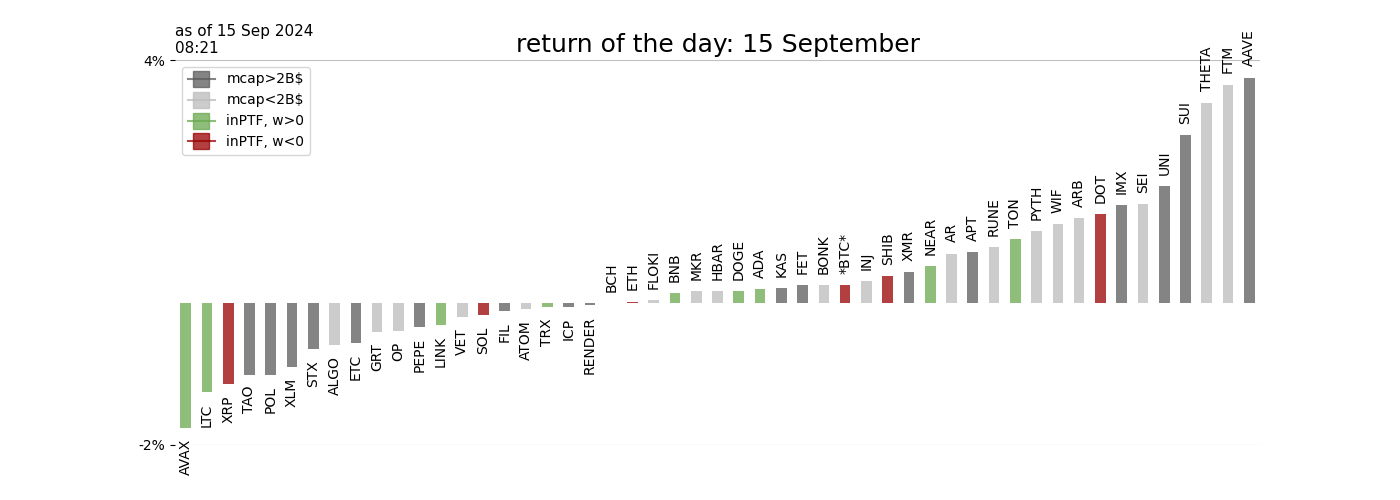 as of 15 Sep 2024
08:21
return of the day: 15 September
4%
mcap>2B$
mcap<2B$
inPTF, w>0
inPTF, w<0
-2%
AVAX
LTC
XRP
TAO
POL
XLM
STX
ALGO
ETC
GRT
OP
PEPE
LINK
VET
SOL
FIL
ATOM
TRX
ICP
RENDER
BCH
ETH
FLOKI
BNB
MKR
HBAR
DOGE
ADA
KAS
FET
BONK
*BTC*
INJ
SHIB
XMR
NEAR
AR
APT
RUNE
TON
PYTH
WIF
ARB
DOT
IMX
SEI
UNI
SUI
THETA
FTM
AAVE